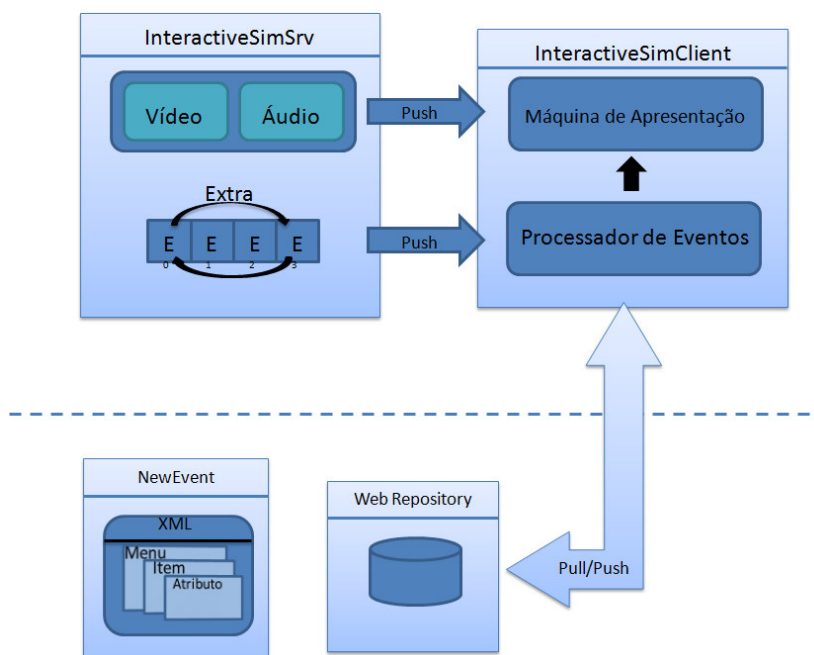 InteractiveSimSrv
Vídeo
Áudio
Push
Extra
E E E E
0 1 2 3
Push
InteractiveSimClient
Máquina de Apresentação
Processador de Eventos
NewEvent
XML
Menu
Item
Atributo
Web Repository
Pull/Push